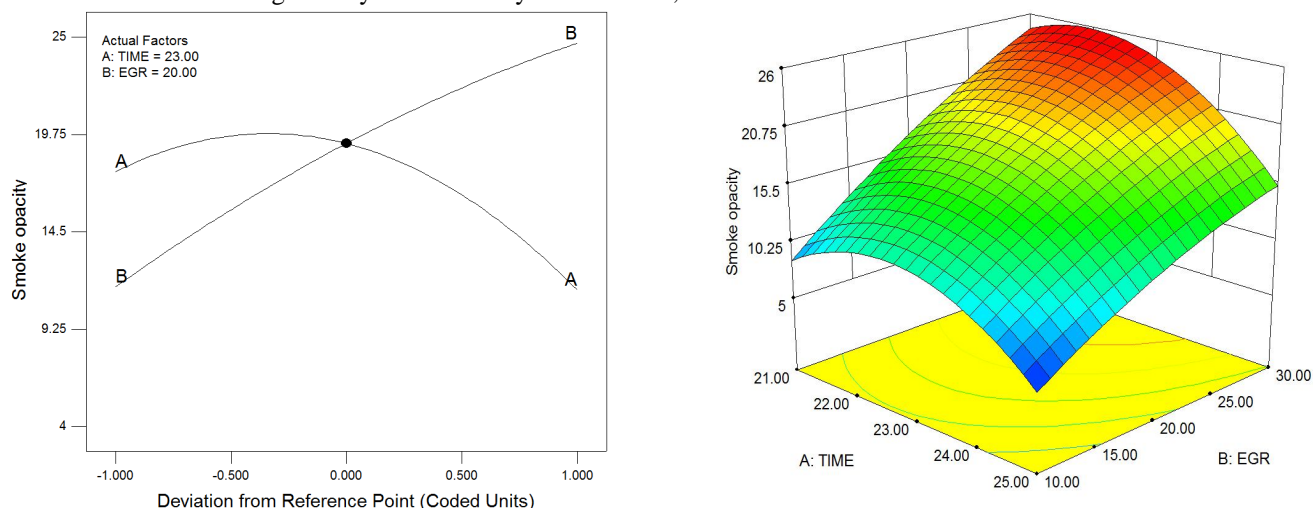 25
19.75
14.5
9.25
4
Smoke opacity
Actual Factors
A: TIME = 23.00
B: EGR = 20.00
A
B
B
A
-1.000 -0.500 0.000 0.500 1.000
Deviation from Reference Point (Coded Units)
26
20.75
15.5
10.25
5
Smoke opacity
21.00
22.00
23.00
24.00
25.00
A: TIME
10.00
15.00
20.00
25.00
30.00
B: EGR